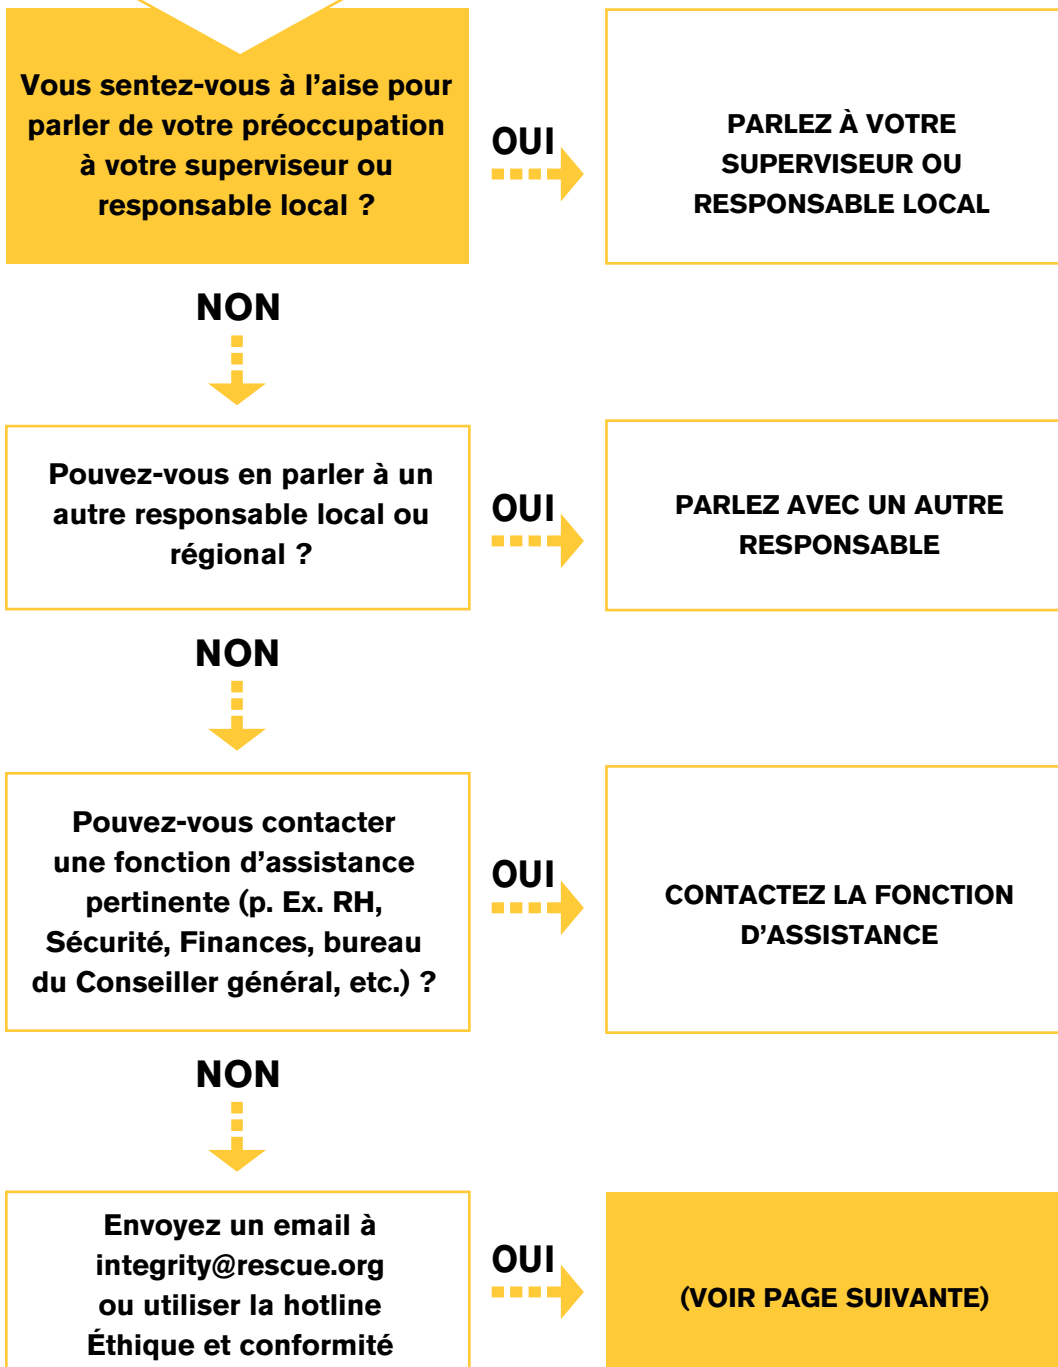 Vous sentez-vous à l'aise pour
parler de votre préoccupation
à votre superviseur ou
responsable local ?
OUI
PARLEZ À VOTRE
SUPERVISEUR OU
RESPONSABLE LOCAL
NON
Pouvez-vous en parler à un
autre responsable local ou
régional ?
OUI
PARLEZ AVEC UN AUTRE
RESPONSABLE
NON
Pouvez-vous contacter
une fonction d'assistance
pertinente (p. Ex. RH,
Sécurité, Finances, bureau
du Conseiller général, etc.) ?
OUI
CONTACTEZ LA FONCTION
D'ASSISTANCE
NON
Envoyez un email à
integrity@rescue.org
ou utiliser la hotline
Éthique et conformité
OUI
(VOIR PAGE SUIVANTE)